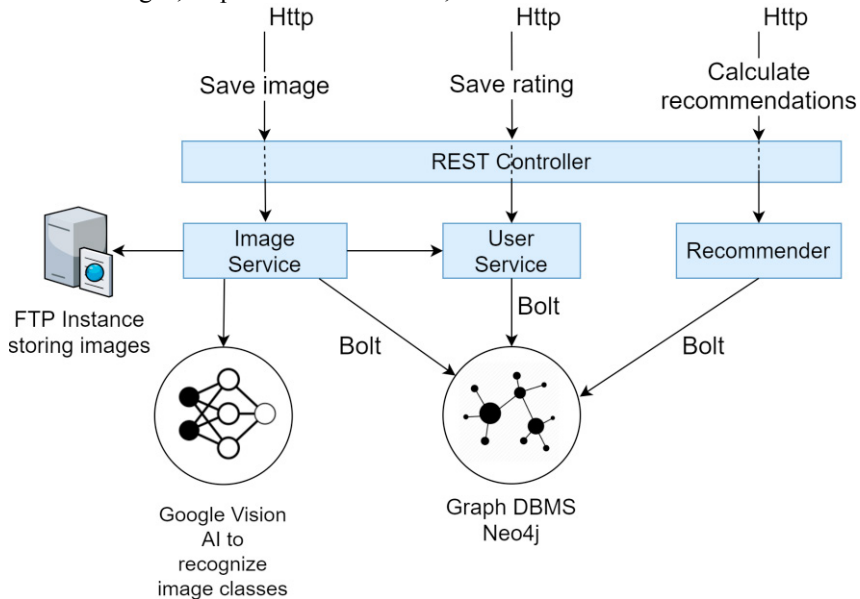 Http
Http
Http
Save image
Save rating
Calculate
recommendations
REST Controller
Image
Service
User
Service
Recommender
FTP Instance
storing images
Bolt
Bolt
Bolt
Google Vision
AI to
recognize
image classes
Graph DBMS
Neo4j